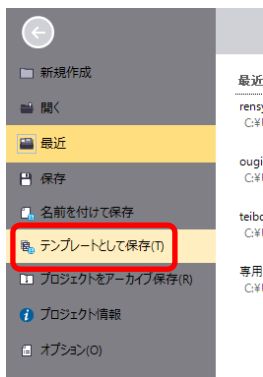 新規作成
開く
最近
保存
名前を付けて保存
テンプレートとして保存(T)
プロジェクトをアーカイブ保存(R)
プロジェクト情報
オプション(O)
最近
C:¥
C:¥
C:¥
専用
C:¥